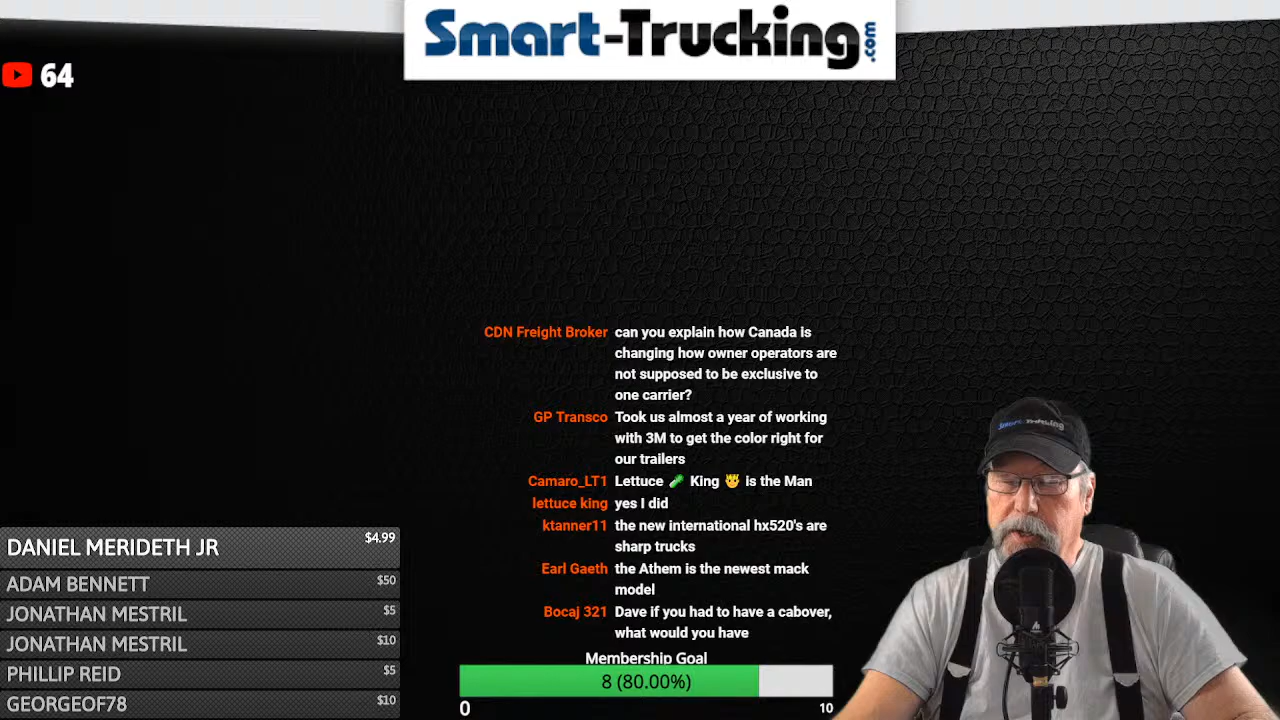 Smart-Trucking.com
64
CDN Freight Broker can you explain how Canada is
changing how owner operators are
not supposed to be exclusive to
one carrier?
GP Transco Took us almost a year of working
with 3M to get the color right for
our trailers
Camaro_LT1 Lettuce 🥬 King 🤴 is the Man
lettuce king yes I did
ktanner11 the new international hx520's are
sharp trucks
Earl Gaeth the Athem is the newest mack
model
Bocaj 321 Dave if you had to have a cabover,
what would you have
Membership Goal
8 (80.00%)
0 10
DANIEL MERIDETH JR $4.99
ADAM BENNETT $50
JONATHAN MESTRIL $5
JONATHAN MESTRIL $10
PHILLIP REID $5
GEORGEOF78 $10
Smart-Trucking